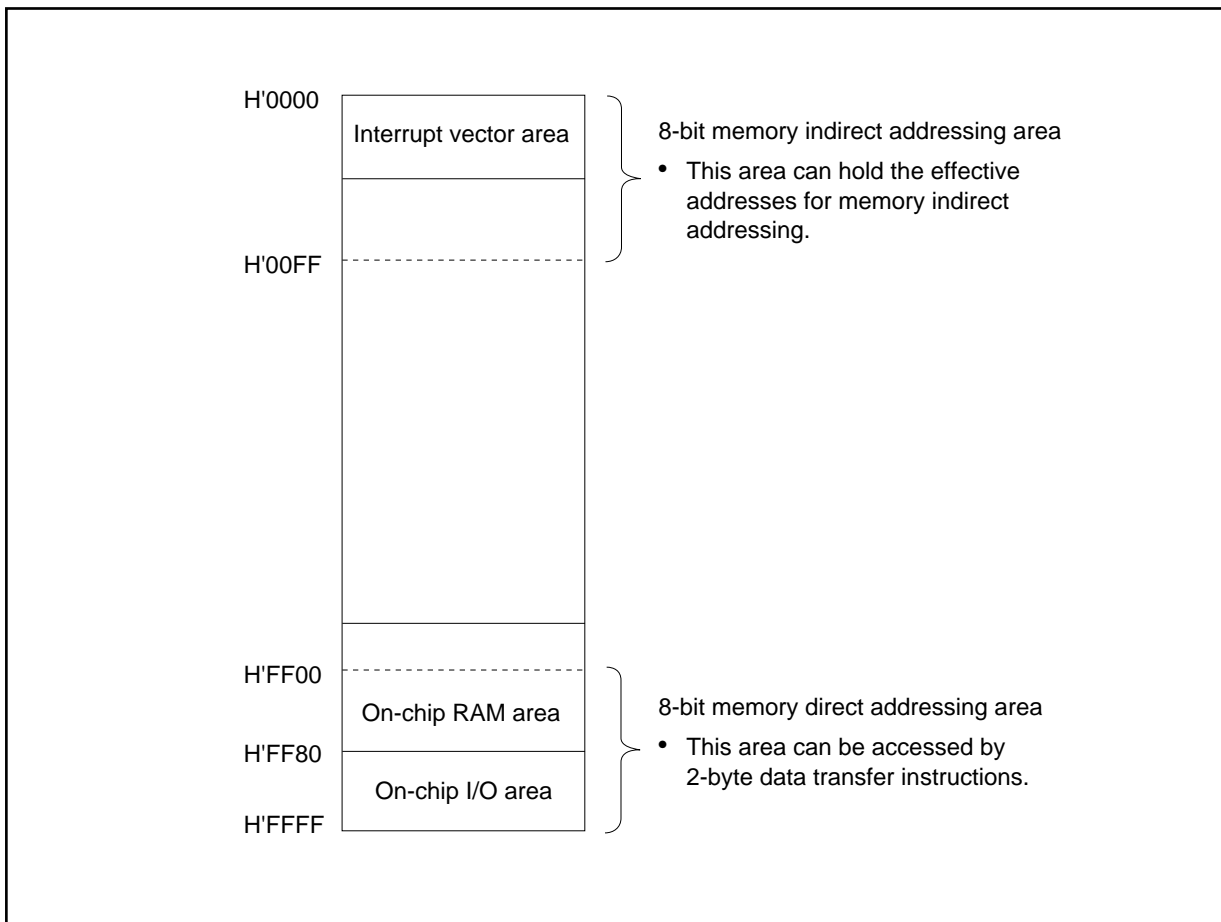 H'0000
Interrupt vector area
8-bit memory indirect addressing area
• This area can hold the effective
addresses for memory indirect
addressing.
H'00FF
H'FF00
On-chip RAM area
8-bit memory direct addressing area
H'FF80
• This area can be accessed by
2-byte data transfer instructions.
On-chip I/O area
H'FFFF